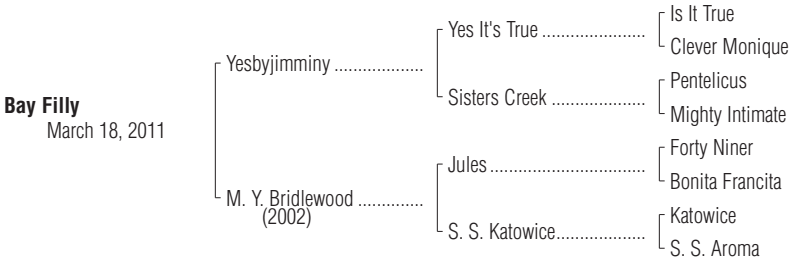 Is It True
Yes It's True ......................
Clever Monique
Yesbyjimminy ...................
Pentelicus
Sisters Creek ....................
Mighty Intimate
Bay Filly
March 18, 2011
Forty Niner
Jules .................................
Bonita Francita
M. Y. Bridlewood ..............
(2002)
Katowice
S. S. Katowice...................
S. S. Aroma